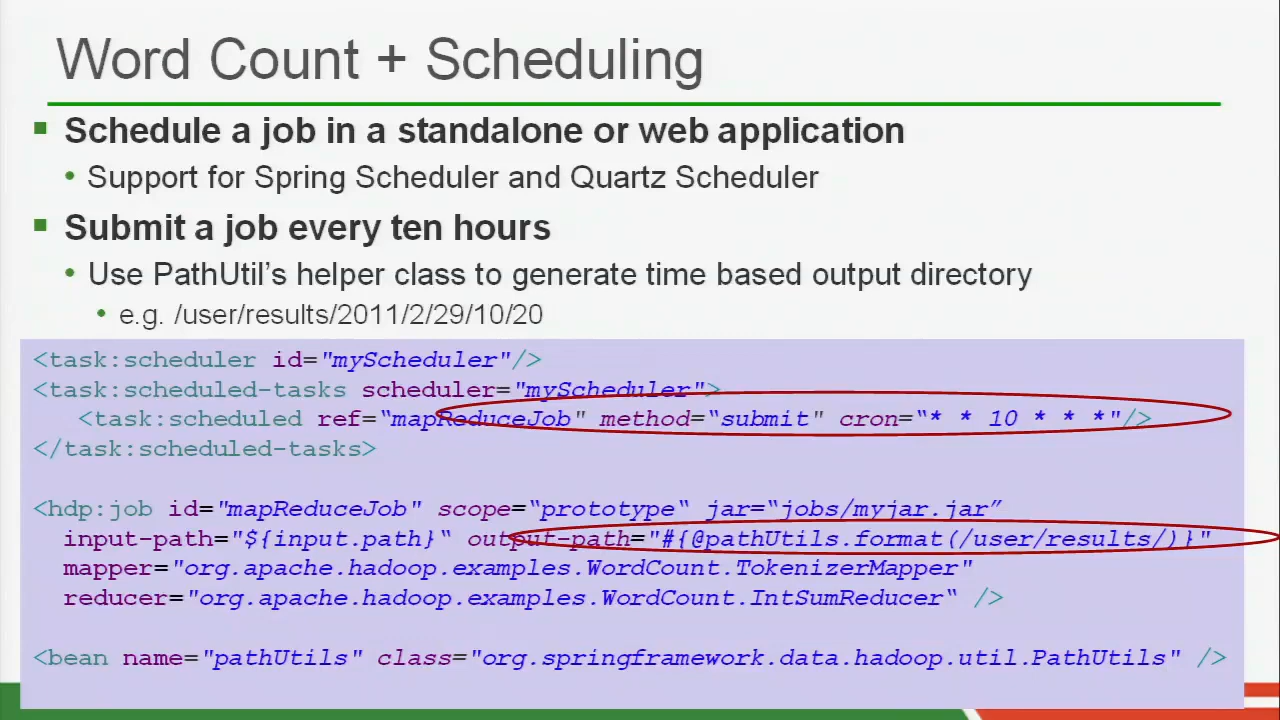 Word Count + Scheduling
Schedule a job in a standalone or web application
Support for Spring Scheduler and Quartz Scheduler
Submit a job every ten hours
Use PathUtil’s helper class to generate time based output directory
e.g. /user/results/2011/2/29/10/20
<task:scheduler id="myScheduler"/>
<task:scheduled-tasks scheduler="myScheduler">
<task:scheduled ref=“mapReduceJob" method=“submit" cron=“* * 10 * * *"/>
</task:scheduled-tasks>
<hdp:job id="mapReduceJob" scope=“prototype“ jar=“jobs/myjar.jar”
input-path="${input.path}“ output-path="#{@pathUtils.format(/user/results/)}"
mapper="org.apache.hadoop.examples.WordCount.TokenizerMapper"
reducer="org.apache.hadoop.examples.WordCount.IntSumReducer“ />
<bean name="pathUtils" class="org.springframework.data.hadoop.util.PathUtils" />